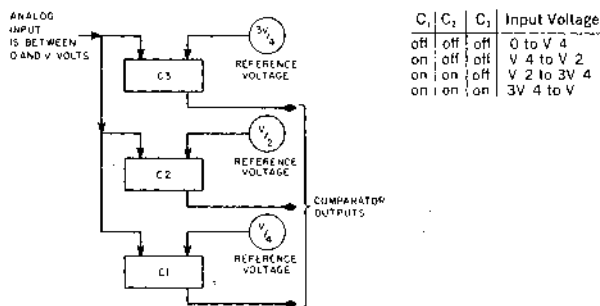 ANALOG
INPUT
IS BETWEEN
0 AND V VOLTS
3V/4
REFERENCE
VOLTAGE
C3
V/2
REFERENCE
VOLTAGE
C2
COMPARATOR
OUTPUTS
V/4
REFERENCE
VOLTAGE
C1
C₁ C₂ C₃ Input Voltage
off off off 0 to V 4
on off off V 4 to V 2
on on off V 2 to 3V 4
on on on 3V 4 to V